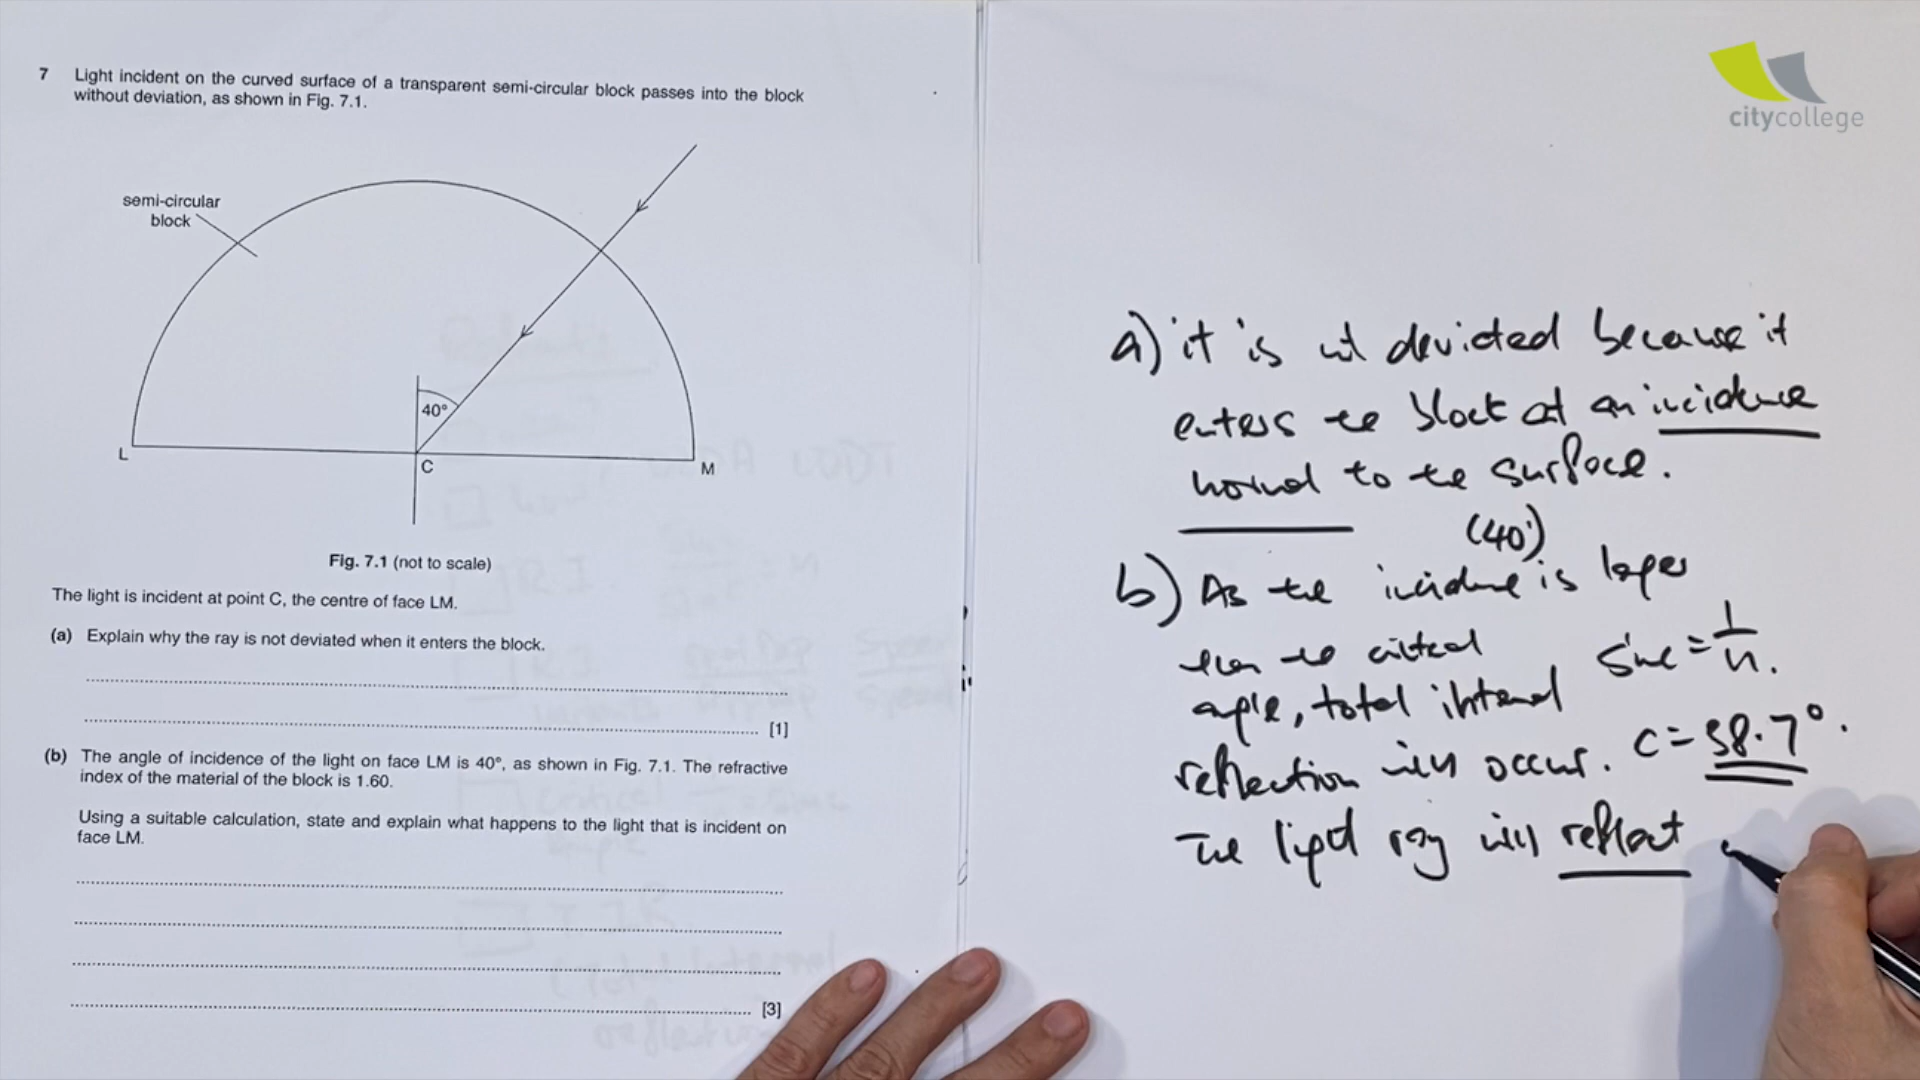 citycollege
7 Light incident on the curved surface of a transparent semi-circular block passes into the block
without deviation, as shown in Fig. 7.1.
semi-circular
block
40°
L
C
M
Fig. 7.1 (not to scale)
The light is incident at point C, the centre of face LM.
(a) Explain why the ray is not deviated when it enters the block.
[1]
(b) The angle of incidence of the light on face LM is 40°, as shown in Fig. 7.1. The refractive
index of the material of the block is 1.60.
Using a suitable calculation, state and explain what happens to the light that is incident on
face LM.
[3]
a) it is not deviated because it
enters the block at an incidence
normal to the surface.
(40°)
b) As the incidence is larger
than the critical
angle, total internal
reflection will occur.
sin c = 1/n.
c = 38.7°.
The light ray will reflect